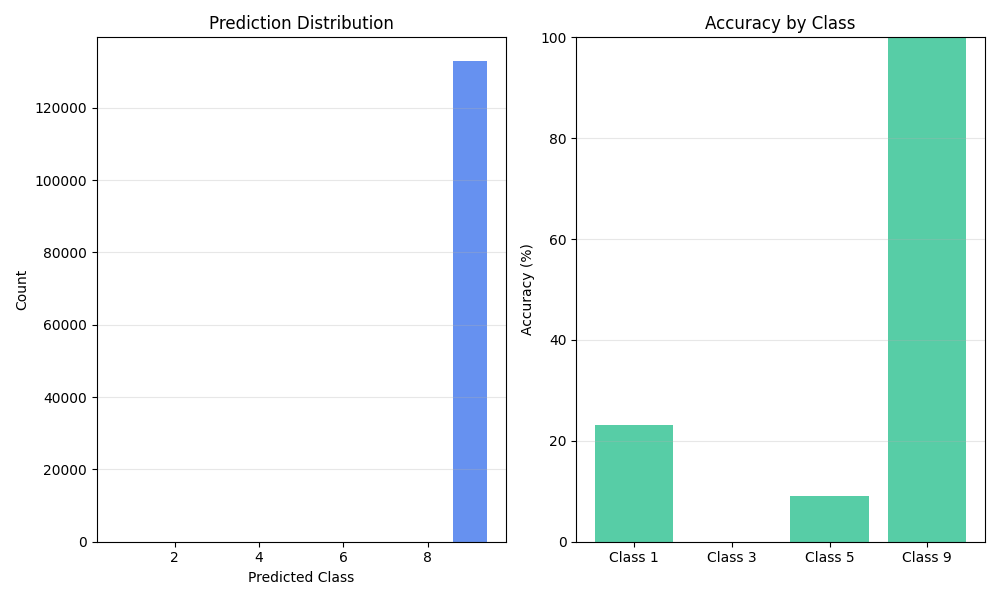 Prediction Distribution
Count
120000
100000
80000
60000
40000
20000
0
2 4 6 8
Predicted Class
Accuracy by Class
Accuracy (%)
100
80
60
40
20
0
Class 1 Class 3 Class 5 Class 9